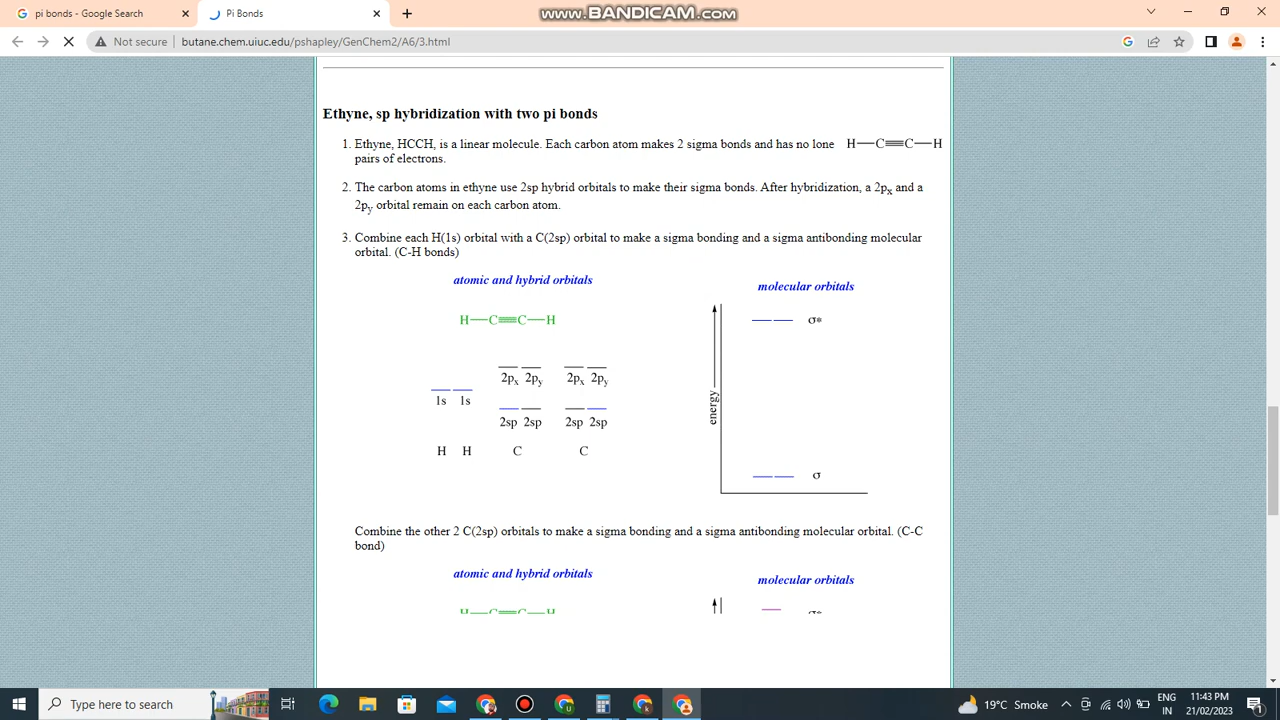 pi bonds - Google Search
Pi Bonds
www.BANDICAM.com
Not secure
butane.chem.uiuc.edu/pshapley/GenChem2/A6/3.html
Ethyne, sp hybridization with two pi bonds
1. Ethyne, HCCH, is a linear molecule. Each carbon atom makes 2 sigma bonds and has no lone H—C≡C—H
pairs of electrons.
2. The carbon atoms in ethyne use 2sp hybrid orbitals to make their sigma bonds. After hybridization, a 2px and a
2py orbital remain on each carbon atom.
3. Combine each H(1s) orbital with a C(2sp) orbital to make a sigma bonding and a sigma antibonding molecular
orbital. (C-H bonds)
atomic and hybrid orbitals
molecular orbitals
H—C≡C—H
σ*
2px 2py 2px 2py
1s 1s
2sp 2sp 2sp 2sp
H H C C
energy
σ
Combine the other 2 C(2sp) orbitals to make a sigma bonding and a sigma antibonding molecular orbital. (C-C
bond)
atomic and hybrid orbitals
molecular orbitals
H—C≡C—H
σ*
Type here to search
19°C Smoke
ENG
IN
11:43 PM
21/02/2023
1